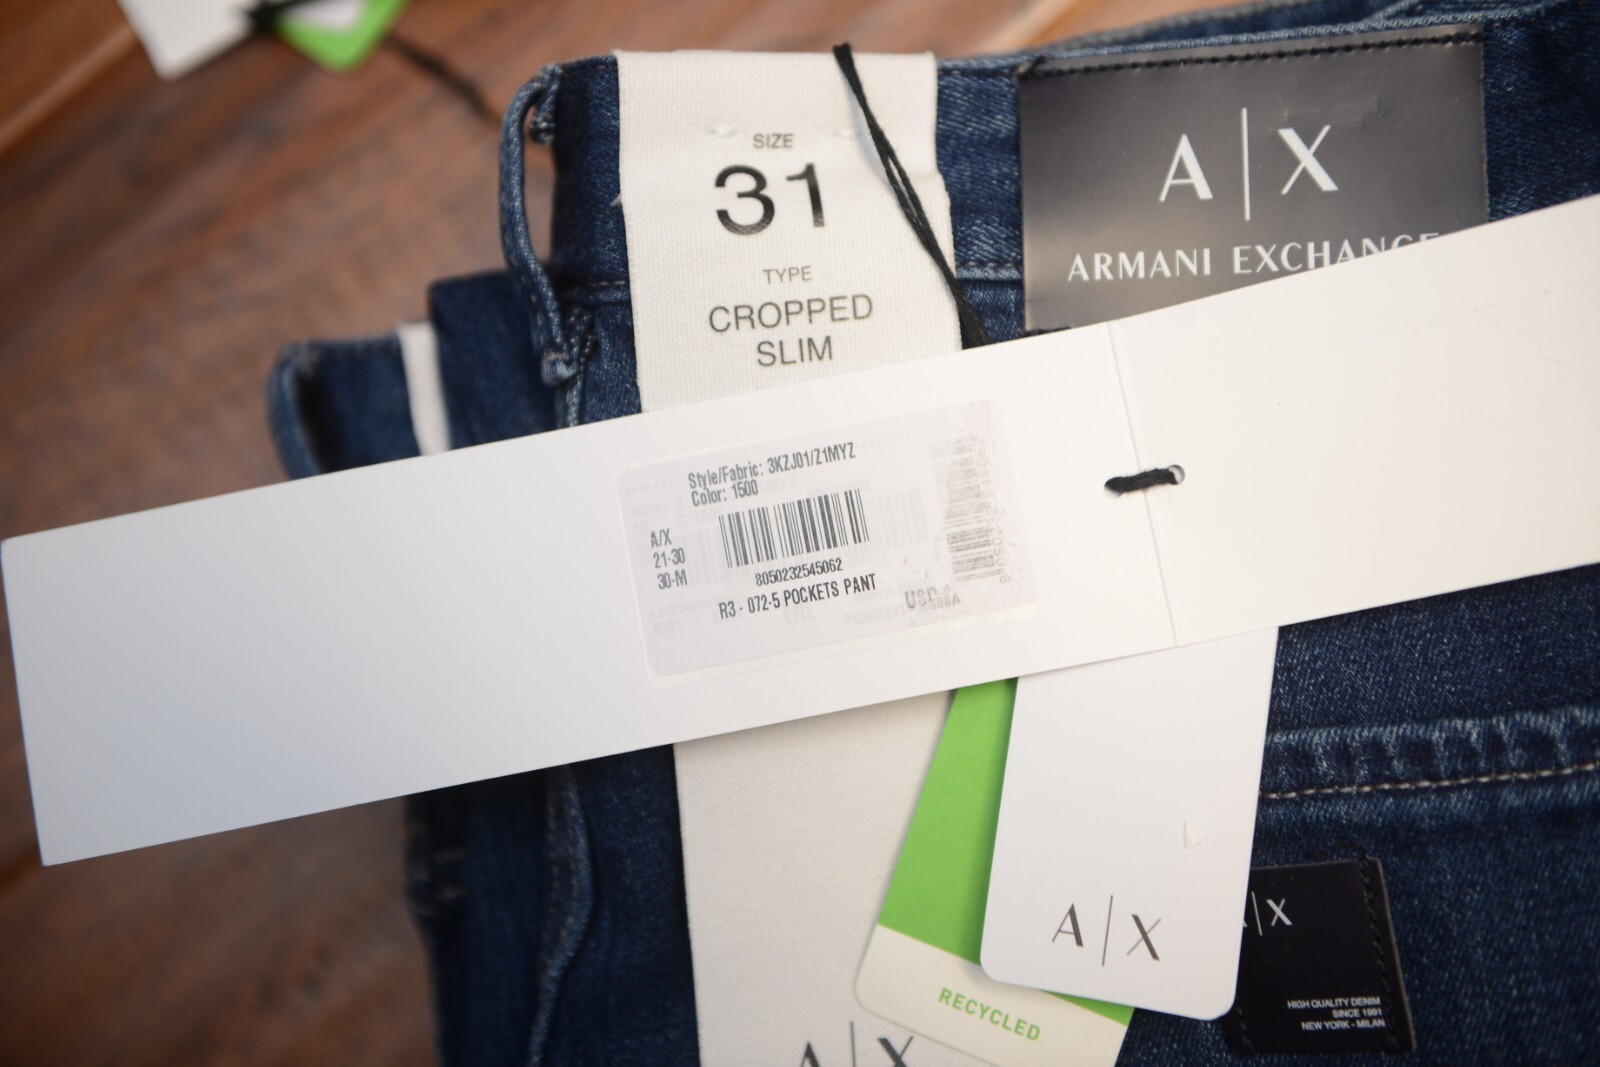 SIZE
31
TYPE
CROPPED
SLIM
A|X
ARMANI EXCHANGE
Style/Fabric: 3KZJ01/Z1MYZ
Color: 1500
A/X
21-30
30-M
8050232545062
R3 - 072-5 POCKETS PANT
USC
A|X
RECYCLED
A|X
A|X
HIGH QUALITY DENIM
SINCE 1991
NEW YORK - MILAN